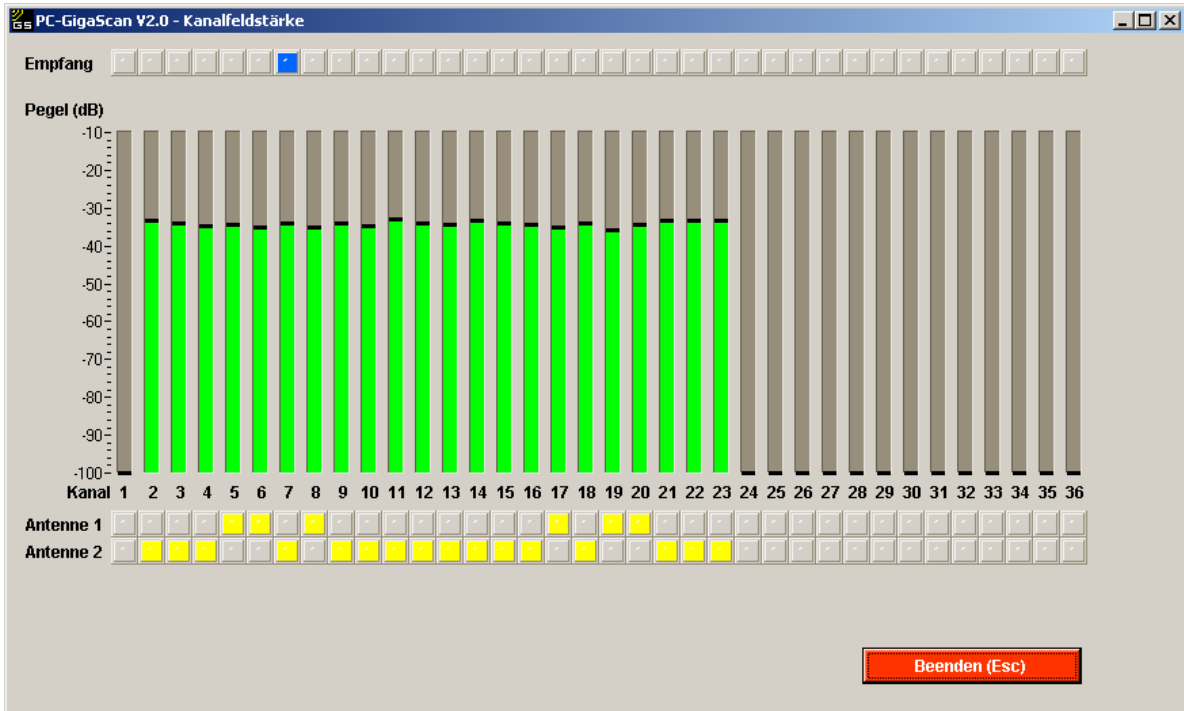 GS PC-GigaScan V2.0 - Kanalfeldstärke
Empfang
Pegel (dB)
-10
-20
-30
-40
-50
-60
-70
-80
-90
-100
Kanal 1 2 3 4 5 6 7 8 9 10 11 12 13 14 15 16 17 18 19 20 21 22 23 24 25 26 27 28 29 30 31 32 33 34 35 36
Antenne 1
Antenne 2
Beenden (Esc)